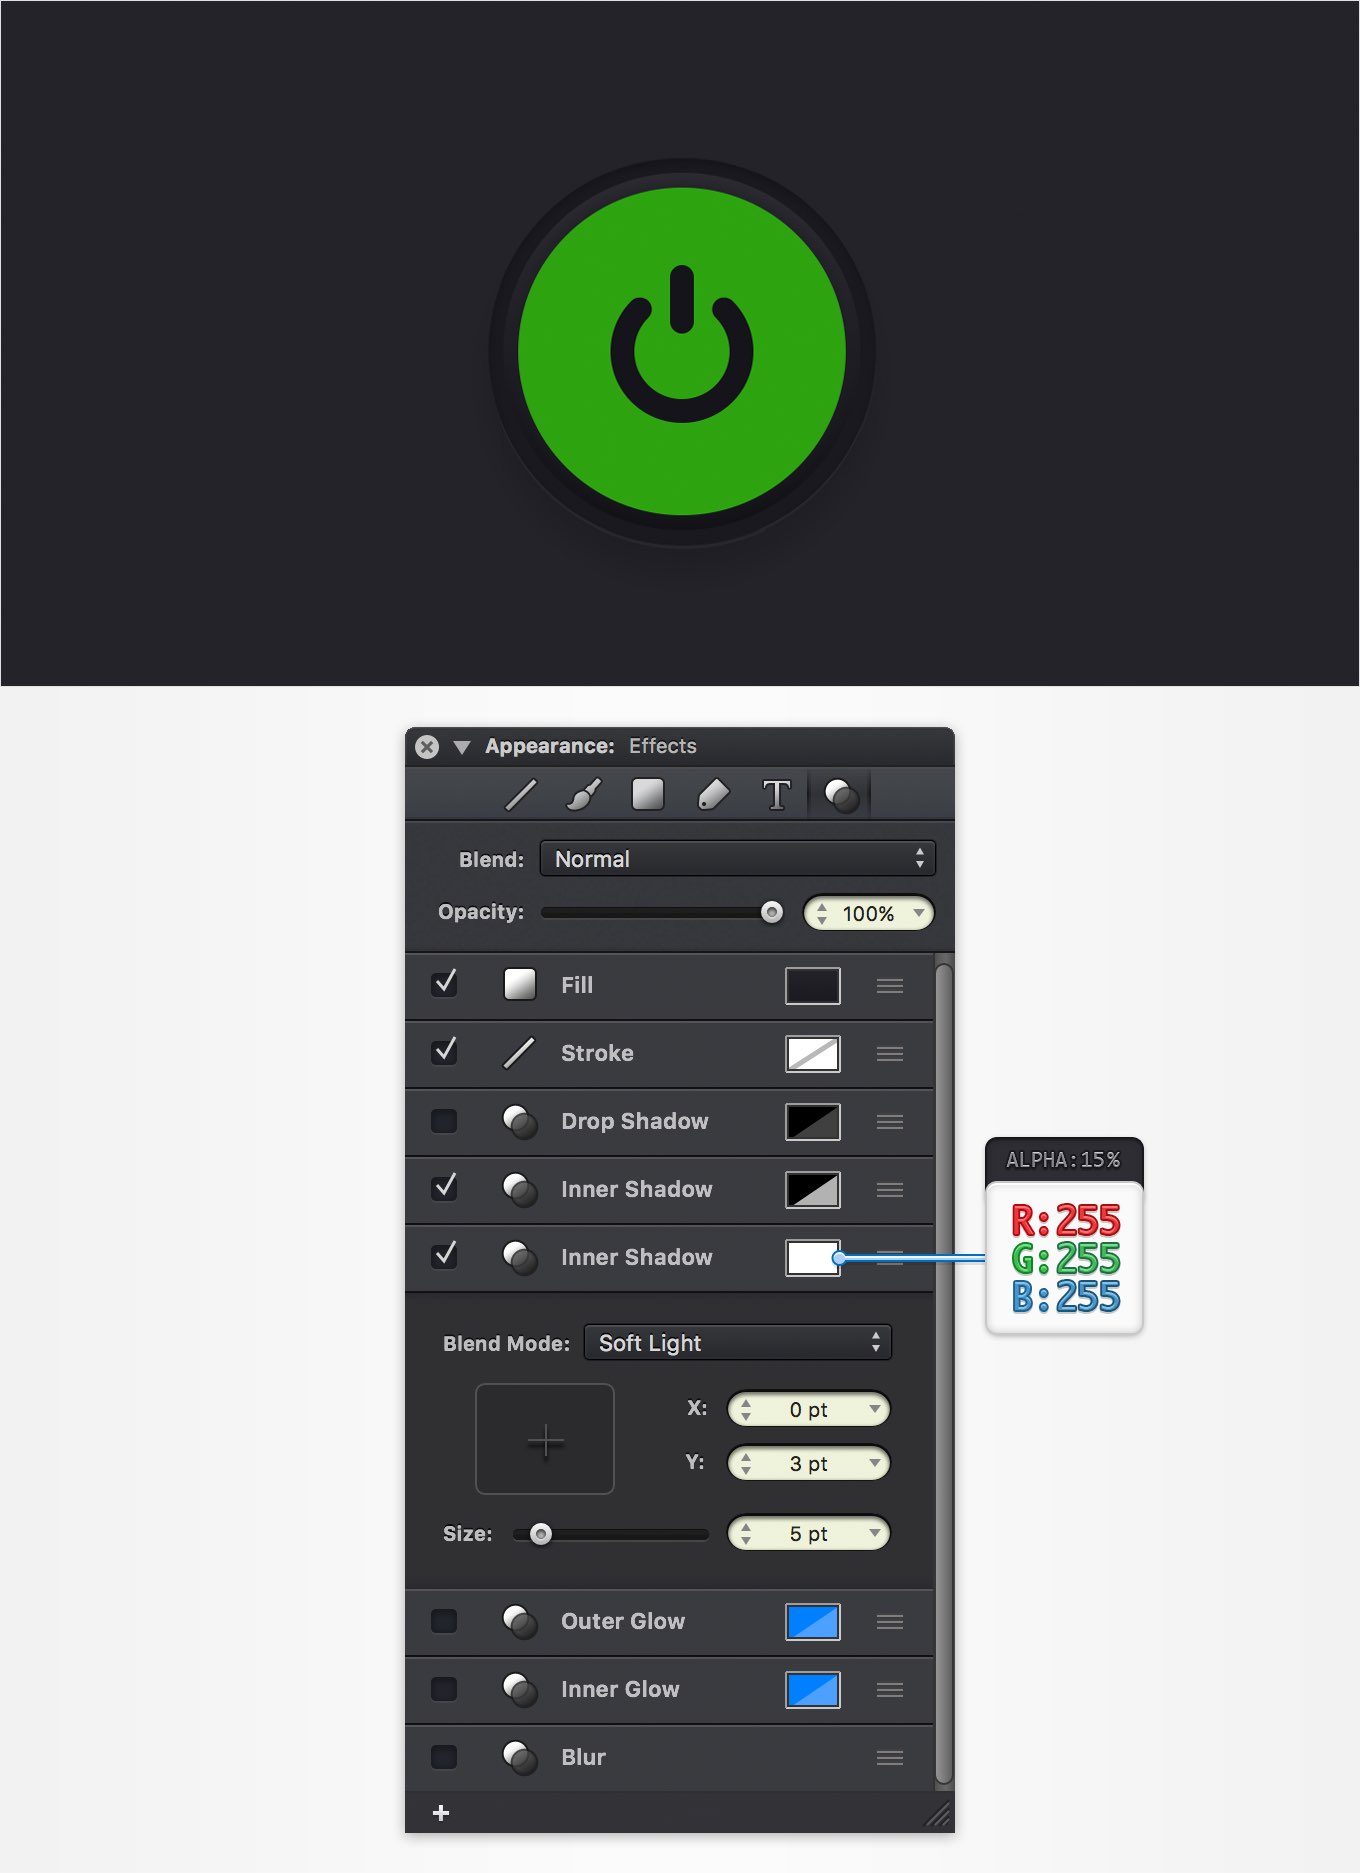 Appearance: Effects
T
Blend: Normal
Opacity: 100%
Fill
Stroke
Drop Shadow
Inner Shadow
Inner Shadow
ALPHA:15%
R:255
G:255
B:255
Blend Mode: Soft Light
X: 0 pt
Y: 3 pt
Size: 5 pt
Outer Glow
Inner Glow
Blur